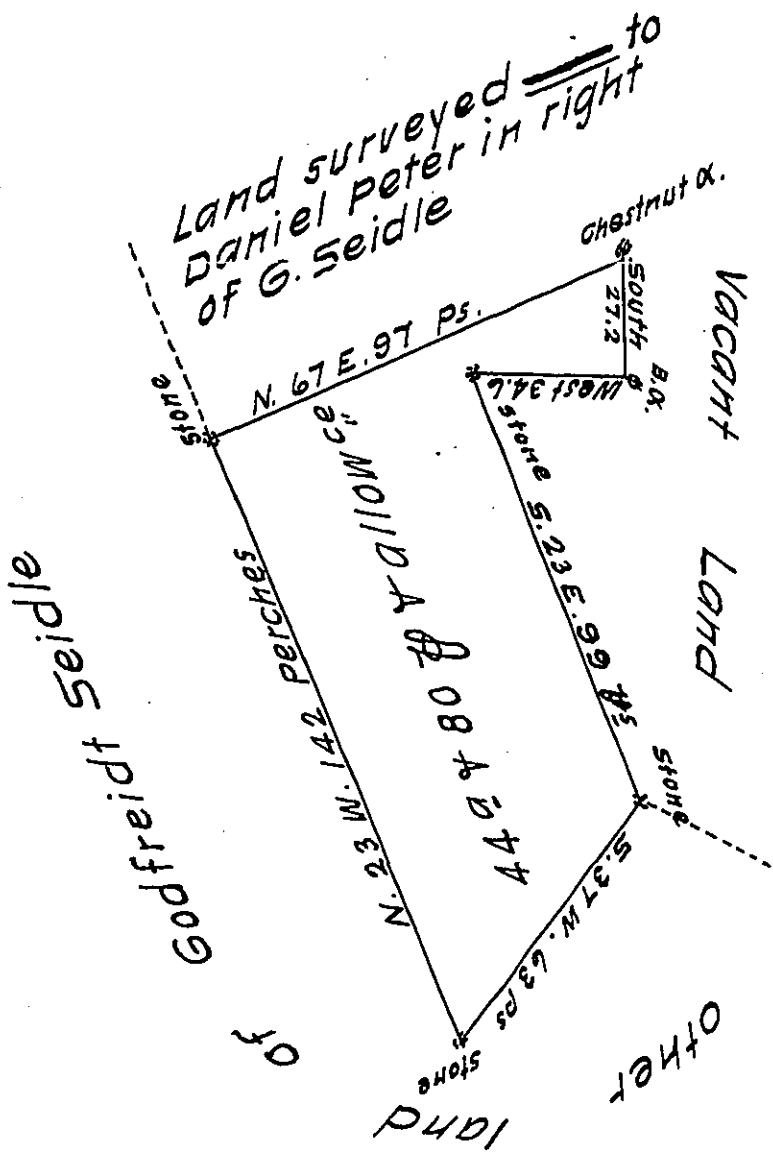 Land surveyed to
Daniel Peter in right
of G. Seidle
Chestnut α.
South
27.2
B.α.
West 34.6
stone
N. 67 E. 97 Ps.
stone
S. 23 E. 99 Ps
stone
S. 37 W. 63 ps
stone
N. 23 W. 142 Perches
44 a & 80 p & allow'ce
Vacant Land
other
land
of
Godfreidt Seidle